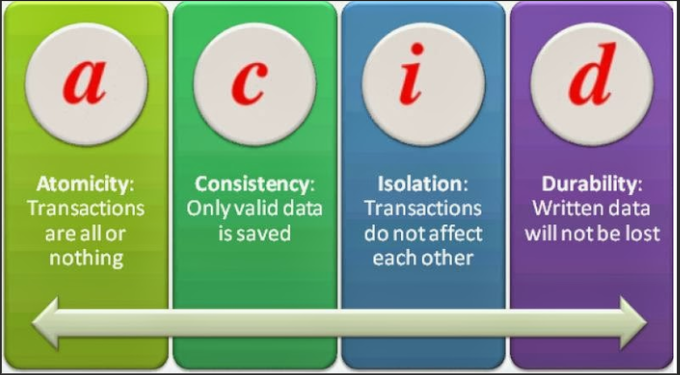 a
Atomicity:
Transactions
are all or
nothing
c
Consistency:
Only valid data
is saved
i
Isolation:
Transactions
do not affect
each other
d
Durability:
Written data
will not be lost